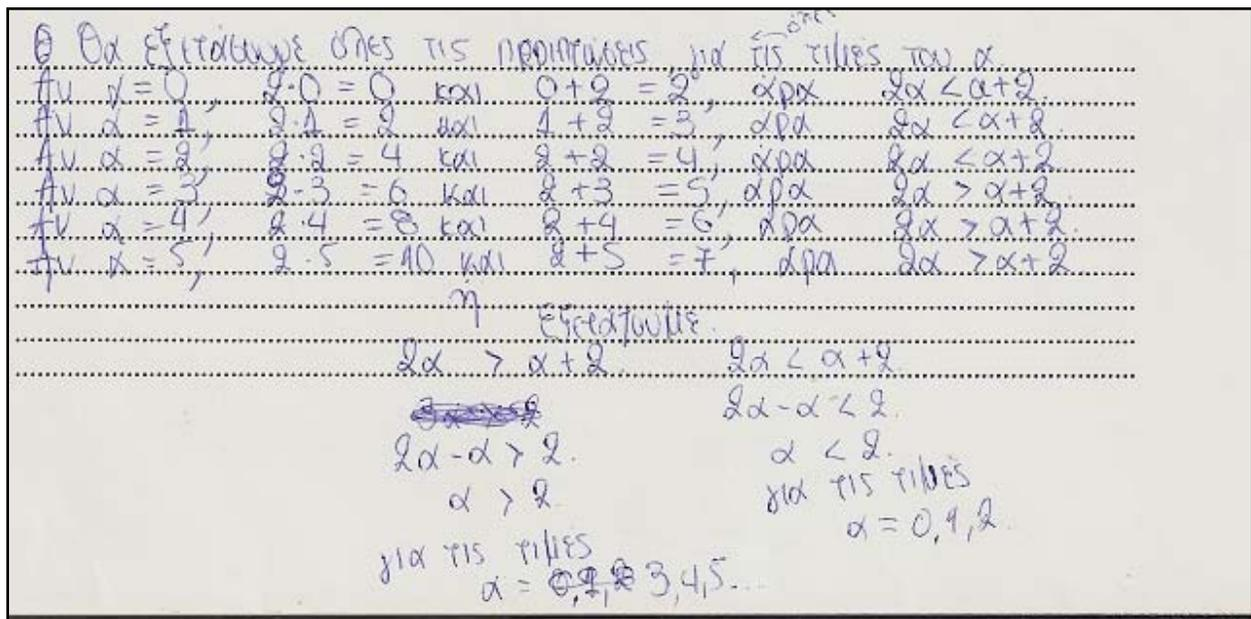 Θα εξετάσουμε όλες τις περιπτώσεις για όλες τις τιμές του α.
Αν α = 0, 2·0 = 0 και 0+2 = 2, άρα 2α < α+2.
Αν α = 1, 2·1 = 2 και 1+2 = 3, άρα 2α < α+2.
Αν α = 2, 2·2 = 4 και 2+2 = 4, άρα 2α < α+2.
Αν α = 3, 2·3 = 6 και 2+3 = 5, άρα 2α > α+2.
Αν α = 4, 2·4 = 8 και 2+4 = 6, άρα 2α > α+2.
Αν α = 5, 2·5 = 10 και 2+5 = 7, άρα 2α > α+2.
ή
εξετάζουμε.
2α > α+2. 2α < α+2.
2α-α > 2. 2α-α < 2.
α > 2. α < 2.
για τις τιμές
α = 0,1,2.
για τις τιμές
α = 3,4,5...